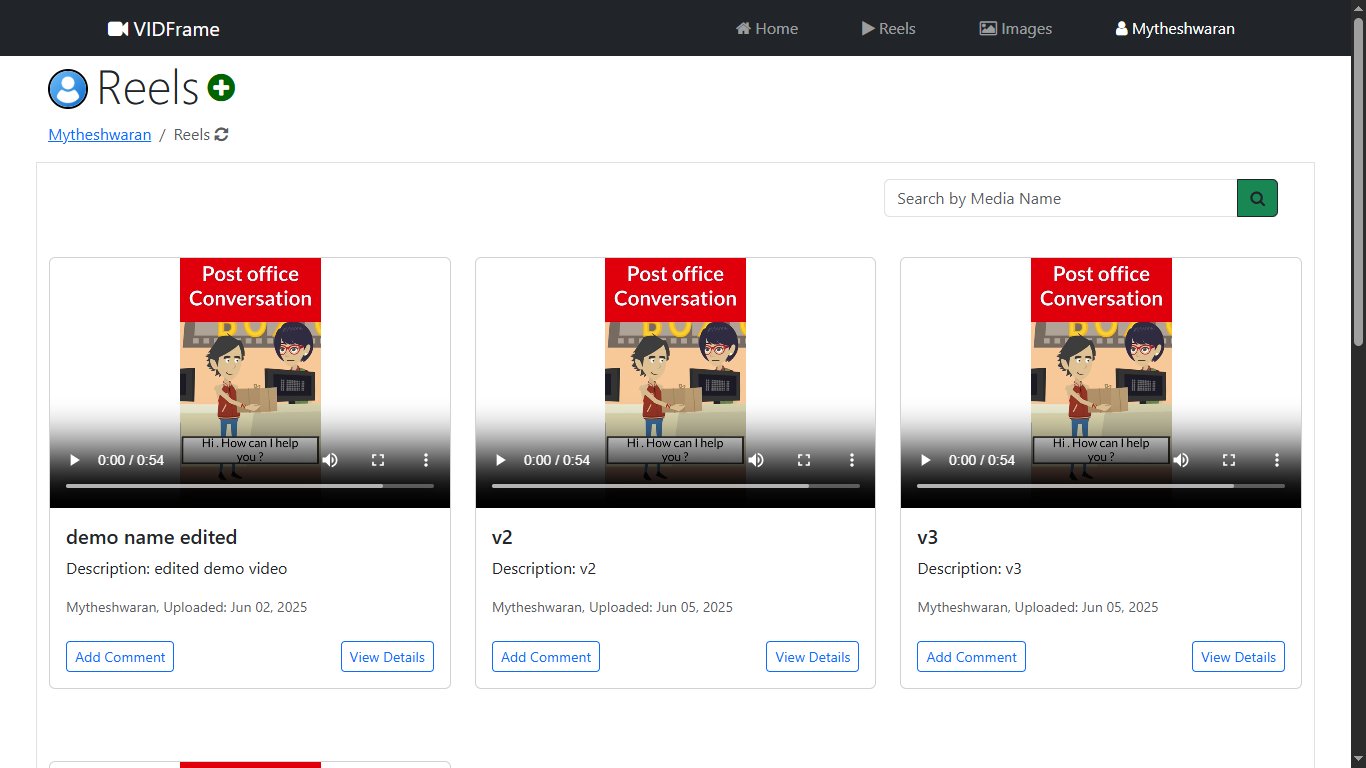 VIDFrame
Home
Reels
Images
Mytheshwaran
Reels
Mytheshwaran / Reels
Search by Media Name
Post office
Conversation
Hi . How can I help
you ?
0:00 / 0:54
demo name edited
Description: edited demo video
Mytheshwaran, Uploaded: Jun 02, 2025
Add Comment
View Details
Post office
Conversation
Hi . How can I help
you ?
0:00 / 0:54
v2
Description: v2
Mytheshwaran, Uploaded: Jun 05, 2025
Add Comment
View Details
Post office
Conversation
Hi . How can I help
you ?
0:00 / 0:54
v3
Description: v3
Mytheshwaran, Uploaded: Jun 05, 2025
Add Comment
View Details